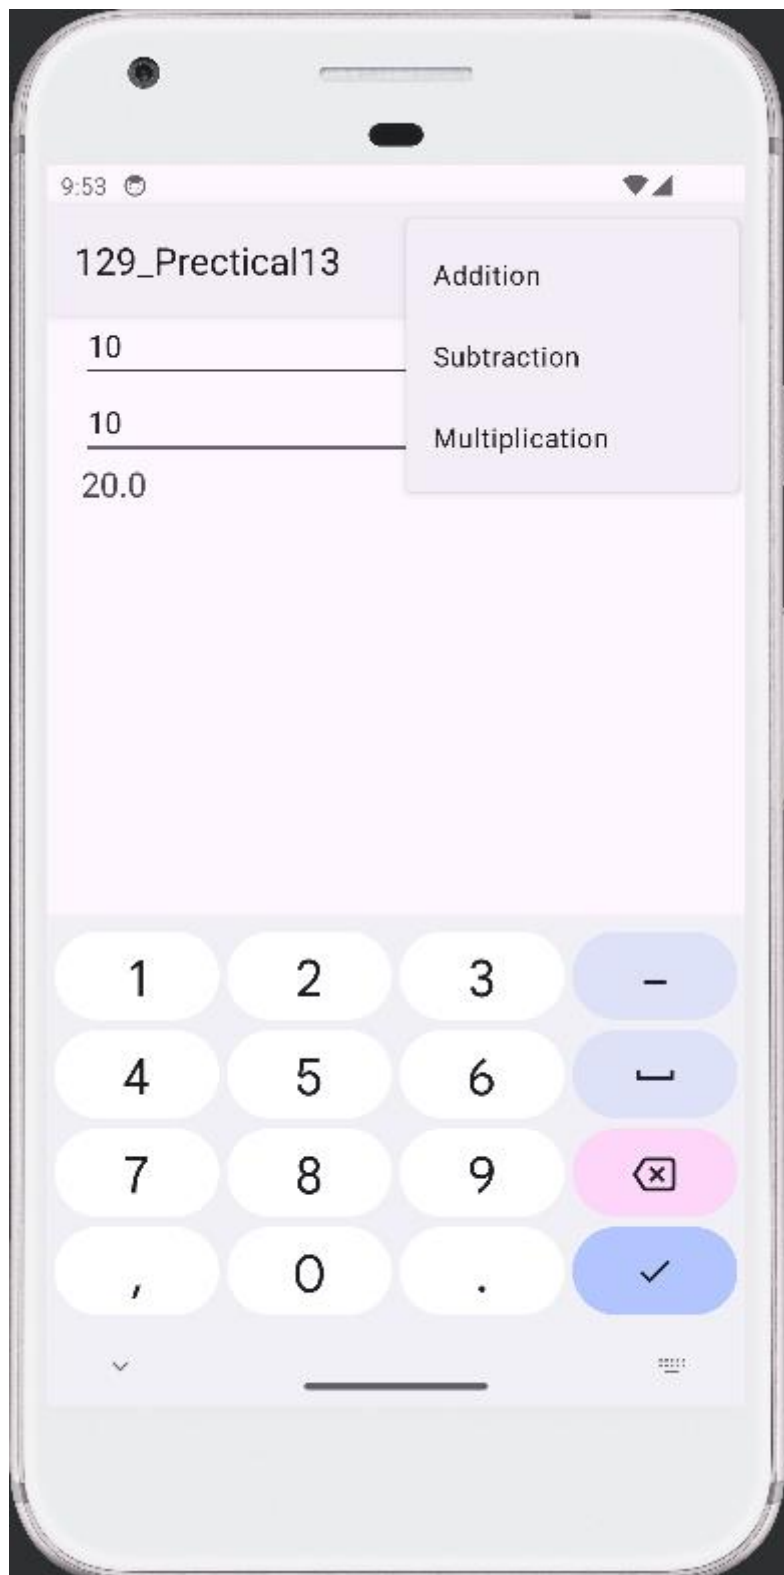 9:53
129_Prectical13
Addition
10
Subtraction
10
Multiplication
20.0
1 2 3 –
4 5 6
7 8 9
, 0 .